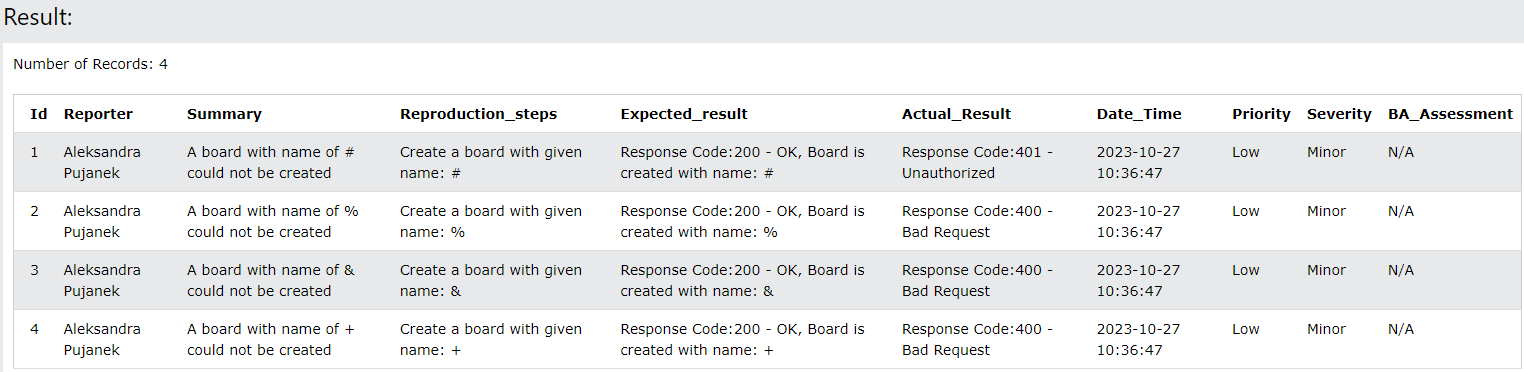 Result:
Number of Records: 4
Id Reporter Summary Reproduction_steps Expected_result Actual_Result Date_Time Priority Severity BA_Assessment
1 Aleksandra A board with name of # Create a board with given Response Code:200 - OK, Board is Response Code:401 - 2023-10-27 Low Minor N/A
Pujanek could not be created name: # created with name: # Unauthorized 10:36:47
2 Aleksandra A board with name of % Create a board with given Response Code:200 - OK, Board is Response Code:400 - 2023-10-27 Low Minor N/A
Pujanek could not be created name: % created with name: % Bad Request 10:36:47
3 Aleksandra A board with name of & Create a board with given Response Code:200 - OK, Board is Response Code:400 - 2023-10-27 Low Minor N/A
Pujanek could not be created name: & created with name: & Bad Request 10:36:47
4 Aleksandra A board with name of + Create a board with given Response Code:200 - OK, Board is Response Code:400 - 2023-10-27 Low Minor N/A
Pujanek could not be created name: + created with name: + Bad Request 10:36:47